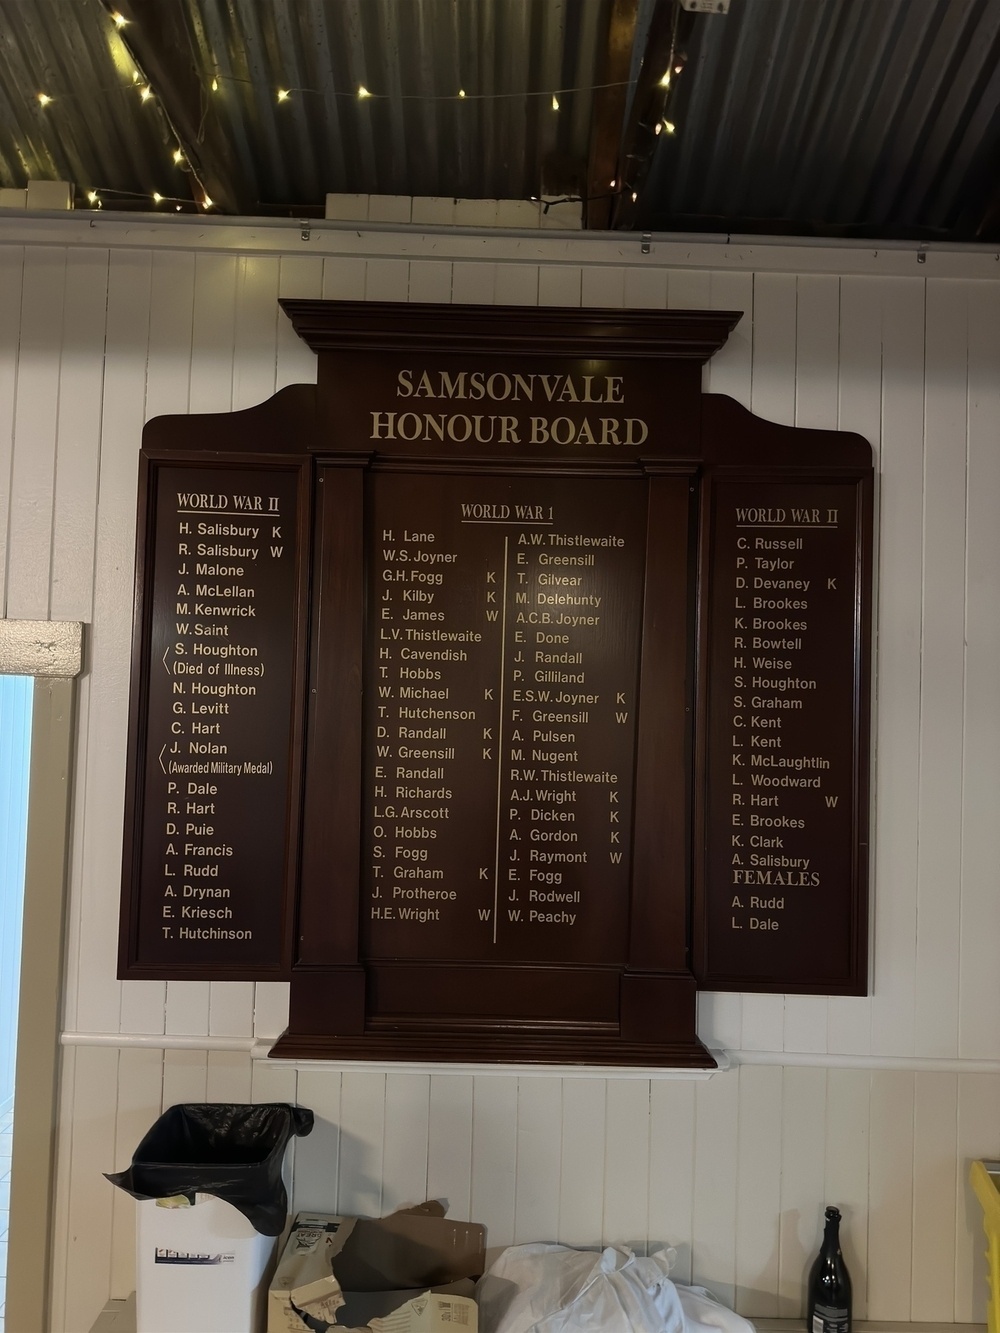 SAMSONVALE
HONOUR BOARD
WORLD WAR II
H. Salisbury K
R. Salisbury W
J. Malone
A. McLellan
M. Kenwrick
W. Saint
S. Houghton
(Died of Illness)
N. Houghton
G. Levitt
C. Hart
J. Nolan
(Awarded Military Medal)
P. Dale
R. Hart
D. Puie
A. Francis
L. Rudd
A. Drynan
E. Kriesch
T. Hutchinson
WORLD WAR 1
H. Lane
W.S. Joyner
G.H. Fogg K
J. Kilby K
E. James W
L.V. Thistlewaite
H. Cavendish
T. Hobbs
W. Michael K
T. Hutchenson
D. Randall K
W. Greensill K
E. Randall
H. Richards
L.G. Arscott
O. Hobbs
S. Fogg
T. Graham K
J. Protheroe
H.E. Wright W
A.W. Thistlewaite
E. Greensill
T. Gilvear
M. Delehunty
A.C.B. Joyner
E. Done
J. Randall
P. Gilliland
E.S.W. Joyner K
F. Greensill W
A. Pulsen
M. Nugent
R.W. Thistlewaite
A.J. Wright K
P. Dicken K
A. Gordon K
J. Raymont W
E. Fogg
J. Rodwell
W. Peachy
WORLD WAR II
C. Russell
P. Taylor
D. Devaney K
L. Brookes
K. Brookes
R. Bowtell
H. Weise
S. Houghton
S. Graham
C. Kent
L. Kent
K. McLaughtlin
L. Woodward
R. Hart W
E. Brookes
K. Clark
A. Salisbury
FEMALES
A. Rudd
L. Dale